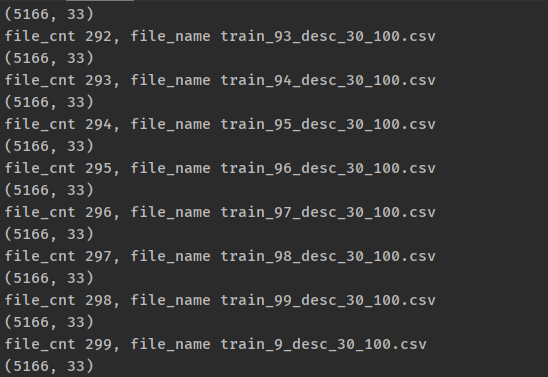 (5166, 33)
file_cnt 292, file_name train_93_desc_30_100.csv
(5166, 33)
file_cnt 293, file_name train_94_desc_30_100.csv
(5166, 33)
file_cnt 294, file_name train_95_desc_30_100.csv
(5166, 33)
file_cnt 295, file_name train_96_desc_30_100.csv
(5166, 33)
file_cnt 296, file_name train_97_desc_30_100.csv
(5166, 33)
file_cnt 297, file_name train_98_desc_30_100.csv
(5166, 33)
file_cnt 298, file_name train_99_desc_30_100.csv
(5166, 33)
file_cnt 299, file_name train_9_desc_30_100.csv
(5166, 33)